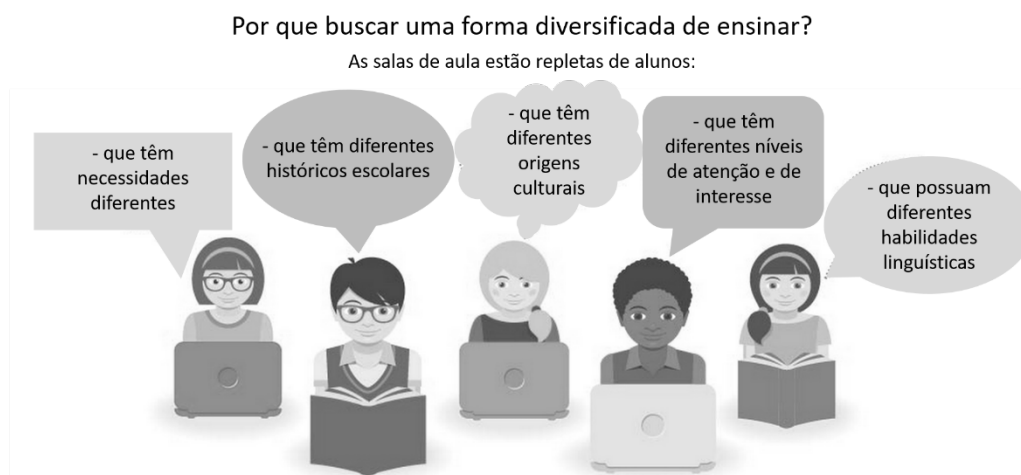 Por que buscar uma forma diversificada de ensinar?
As salas de aula estão repletas de alunos:
- que têm
necessidades
diferentes
- que têm diferentes
históricos escolares
- que têm
diferentes
origens
culturais
- que têm
diferentes níveis
de atenção e de
interesse
- que possuam
diferentes
habilidades
linguísticas